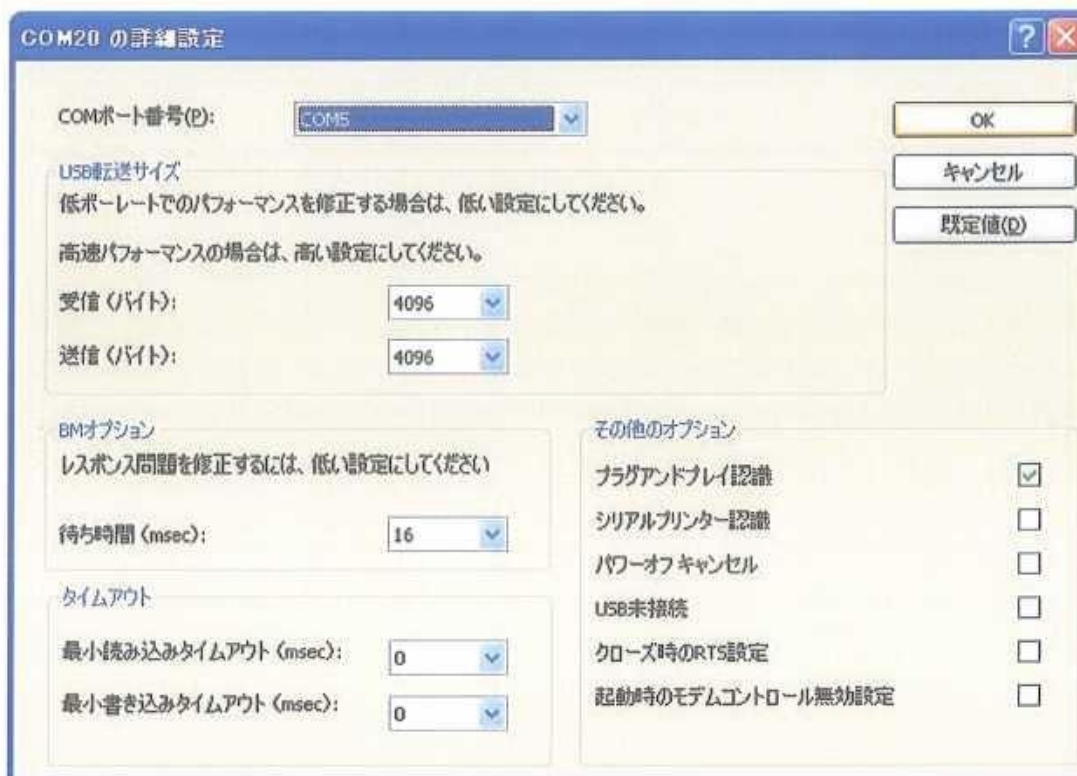 COM20 の詳細設定
COMポート番号(P):
COM5
OK
キャンセル
既定値(D)
USB転送サイズ
低ボーレートでのパフォーマンスを修正する場合は、低い設定にしてください。
高速パフォーマンスの場合は、高い設定にしてください。
受信 (バイト):
4096
送信 (バイト):
4096
BMオプション
レスポンス問題を修正するには、低い設定にしてください
待ち時間 (msec):
16
タイムアウト
最小読み込みタイムアウト (msec):
0
最小書き込みタイムアウト (msec):
0
その他のオプション
プラグアンドプレイ認識
シリアルプリンター認識
パワーオフ キャンセル
USB未接続
クローズ時のRTS設定
起動時のモデムコントロール無効設定